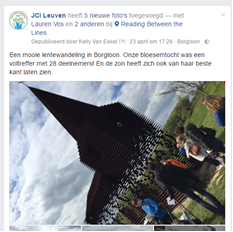 JCI Leuven heeft 5 nieuwe foto's toegevoegd — met
Lauren Vos en 2 anderen bij Reading Between the
Lines.
Gepubliceerd door Kelly Van Eekel · 23 april om 17:29 · Borgloon ·
Een mooie lentewandeling in Borgloon. Onze bloesemtocht was een
voltreffer met 28 deelnemers! En de zon heeft zich ook van haar beste
kant laten zien.